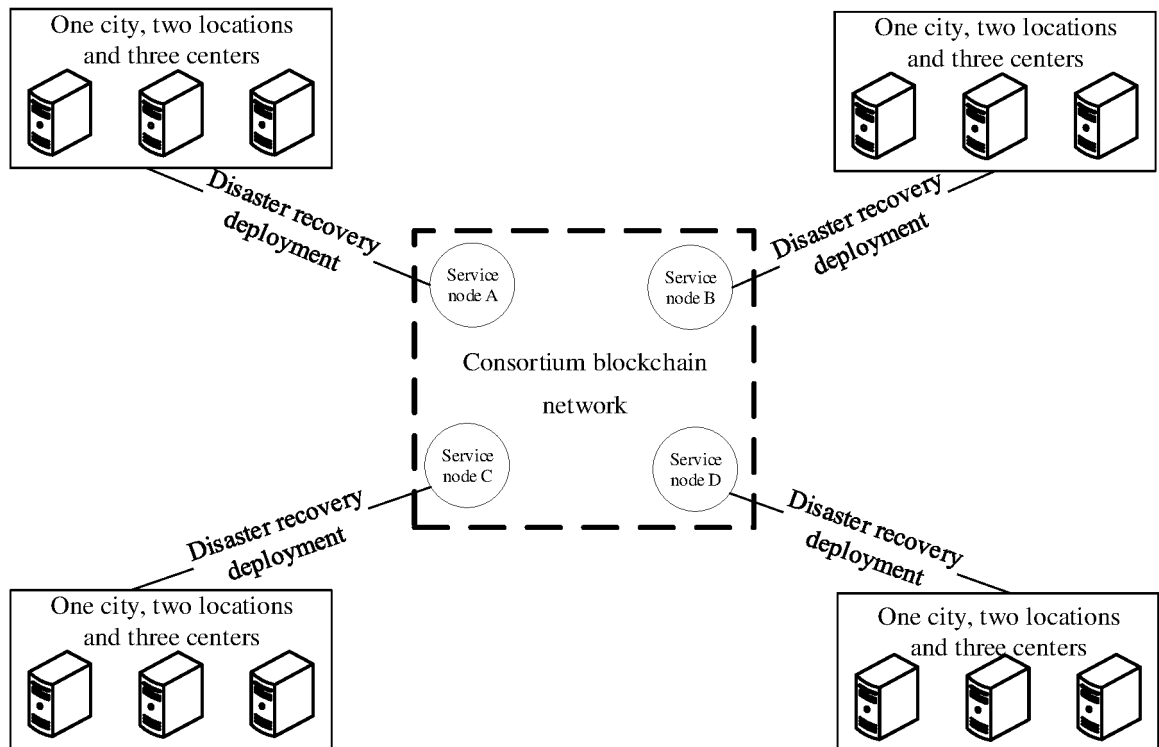 One city, two locations
and three centers
One city, two locations
and three centers
Disaster recovery
deployment
Disaster recovery
deployment
Service
node A
Service
node B
Consortium blockchain
network
Service
node C
Service
node D
Disaster recovery
deployment
Disaster recovery
deployment
One city, two locations
and three centers
One city, two locations
and three centers